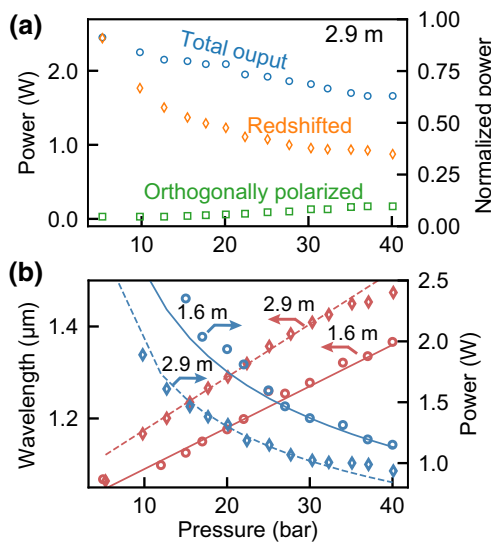 (a)
2.9 m
Total ouput
Redshifted
Orthogonally polarized
Power (W)
2.0
1.0
0.0
Normalized power
1.00
0.75
0.50
0.25
0.00
0
10
20
30
40
(b)
1.6 m
2.9 m
1.6 m
2.9 m
Wavelength (μm)
1.4
1.2
Power (W)
2.5
2.0
1.5
1.0
10
20
30
40
Pressure (bar)